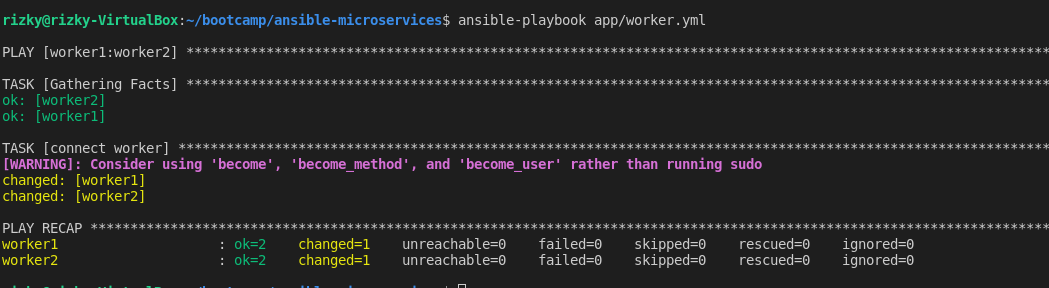 rizky@rizky-VirtualBox:~/bootcamp/ansible-microservices$ ansible-playbook app/worker.yml
PLAY [worker1:worker2] ************************************************************************************************************
TASK [Gathering Facts] ************************************************************************************************************
ok: [worker2]
ok: [worker1]
TASK [connect worker] *************************************************************************************************************
[WARNING]: Consider using 'become', 'become_method', and 'become_user' rather than running sudo
changed: [worker1]
changed: [worker2]
PLAY RECAP ************************************************************************************************************************
worker1                    : ok=2    changed=1    unreachable=0    failed=0    skipped=0    rescued=0    ignored=0
worker2                    : ok=2    changed=1    unreachable=0    failed=0    skipped=0    rescued=0    ignored=0